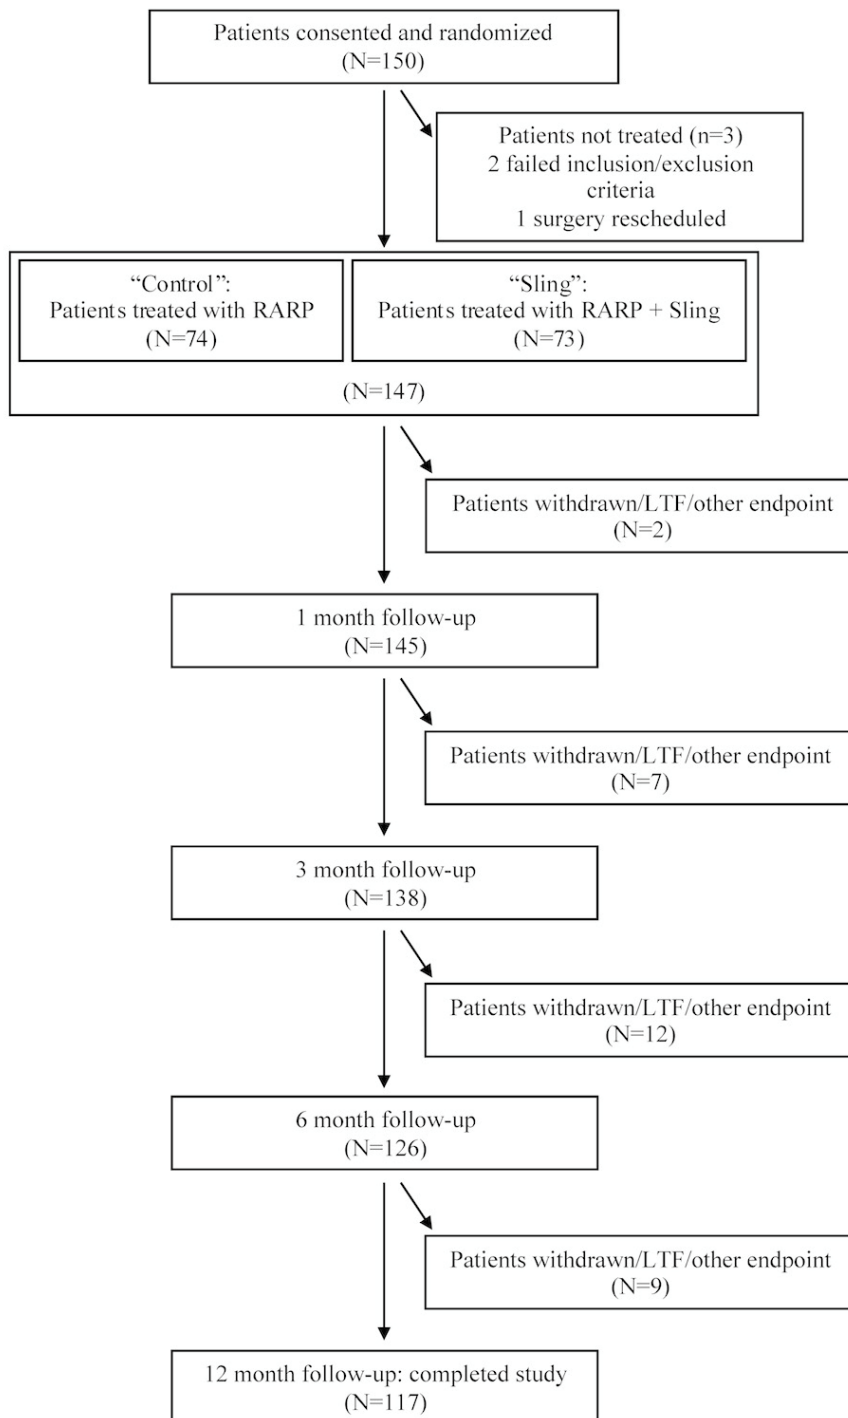 Patients consented and randomized
(N=150)
Patients not treated (n=3)
2 failed inclusion/exclusion
criteria
1 surgery rescheduled
“Control”:
Patients treated with RARP
(N=74)
“Sling”:
Patients treated with RARP + Sling
(N=73)
(N=147)
Patients withdrawn/LTF/other endpoint
(N=2)
1 month follow-up
(N=145)
Patients withdrawn/LTF/other endpoint
(N=7)
3 month follow-up
(N=138)
Patients withdrawn/LTF/other endpoint
(N=12)
6 month follow-up
(N=126)
Patients withdrawn/LTF/other endpoint
(N=9)
12 month follow-up: completed study
(N=117)